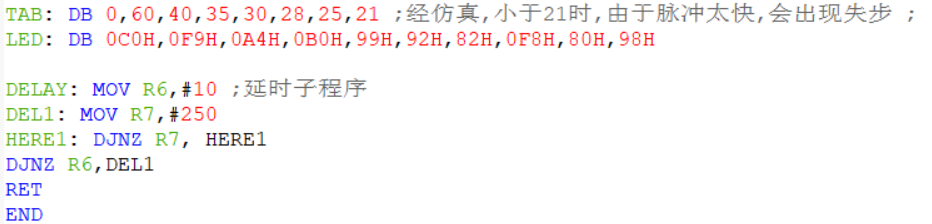 TAB: DB 0,60,40,35,30,28,25,21 ;经仿真,小于21时,由于脉冲太快,会出现失步 ;
LED: DB 0C0H,0F9H,0A4H,0B0H,99H,92H,82H,0F8H,80H,98H
DELAY: MOV R6,#10 ;延时子程序
DEL1: MOV R7,#250
HERE1: DJNZ R7, HERE1
DJNZ R6,DEL1
RET
END